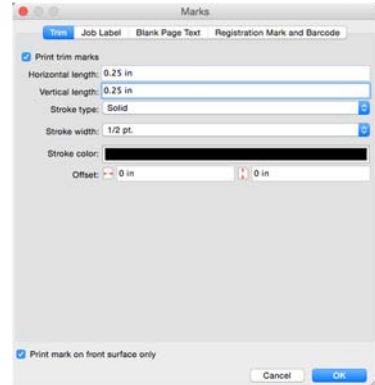 Marks
Trim Job Label Blank Page Text Registration Mark and Barcode
Print trim marks
Horizontal length: 0.25 in
Vertical length: 0.25 in
Stroke type: Solid
Stroke width: 1/2 pt.
Stroke color:
Offset: 0 in 0 in
Print mark on front surface only
Cancel OK